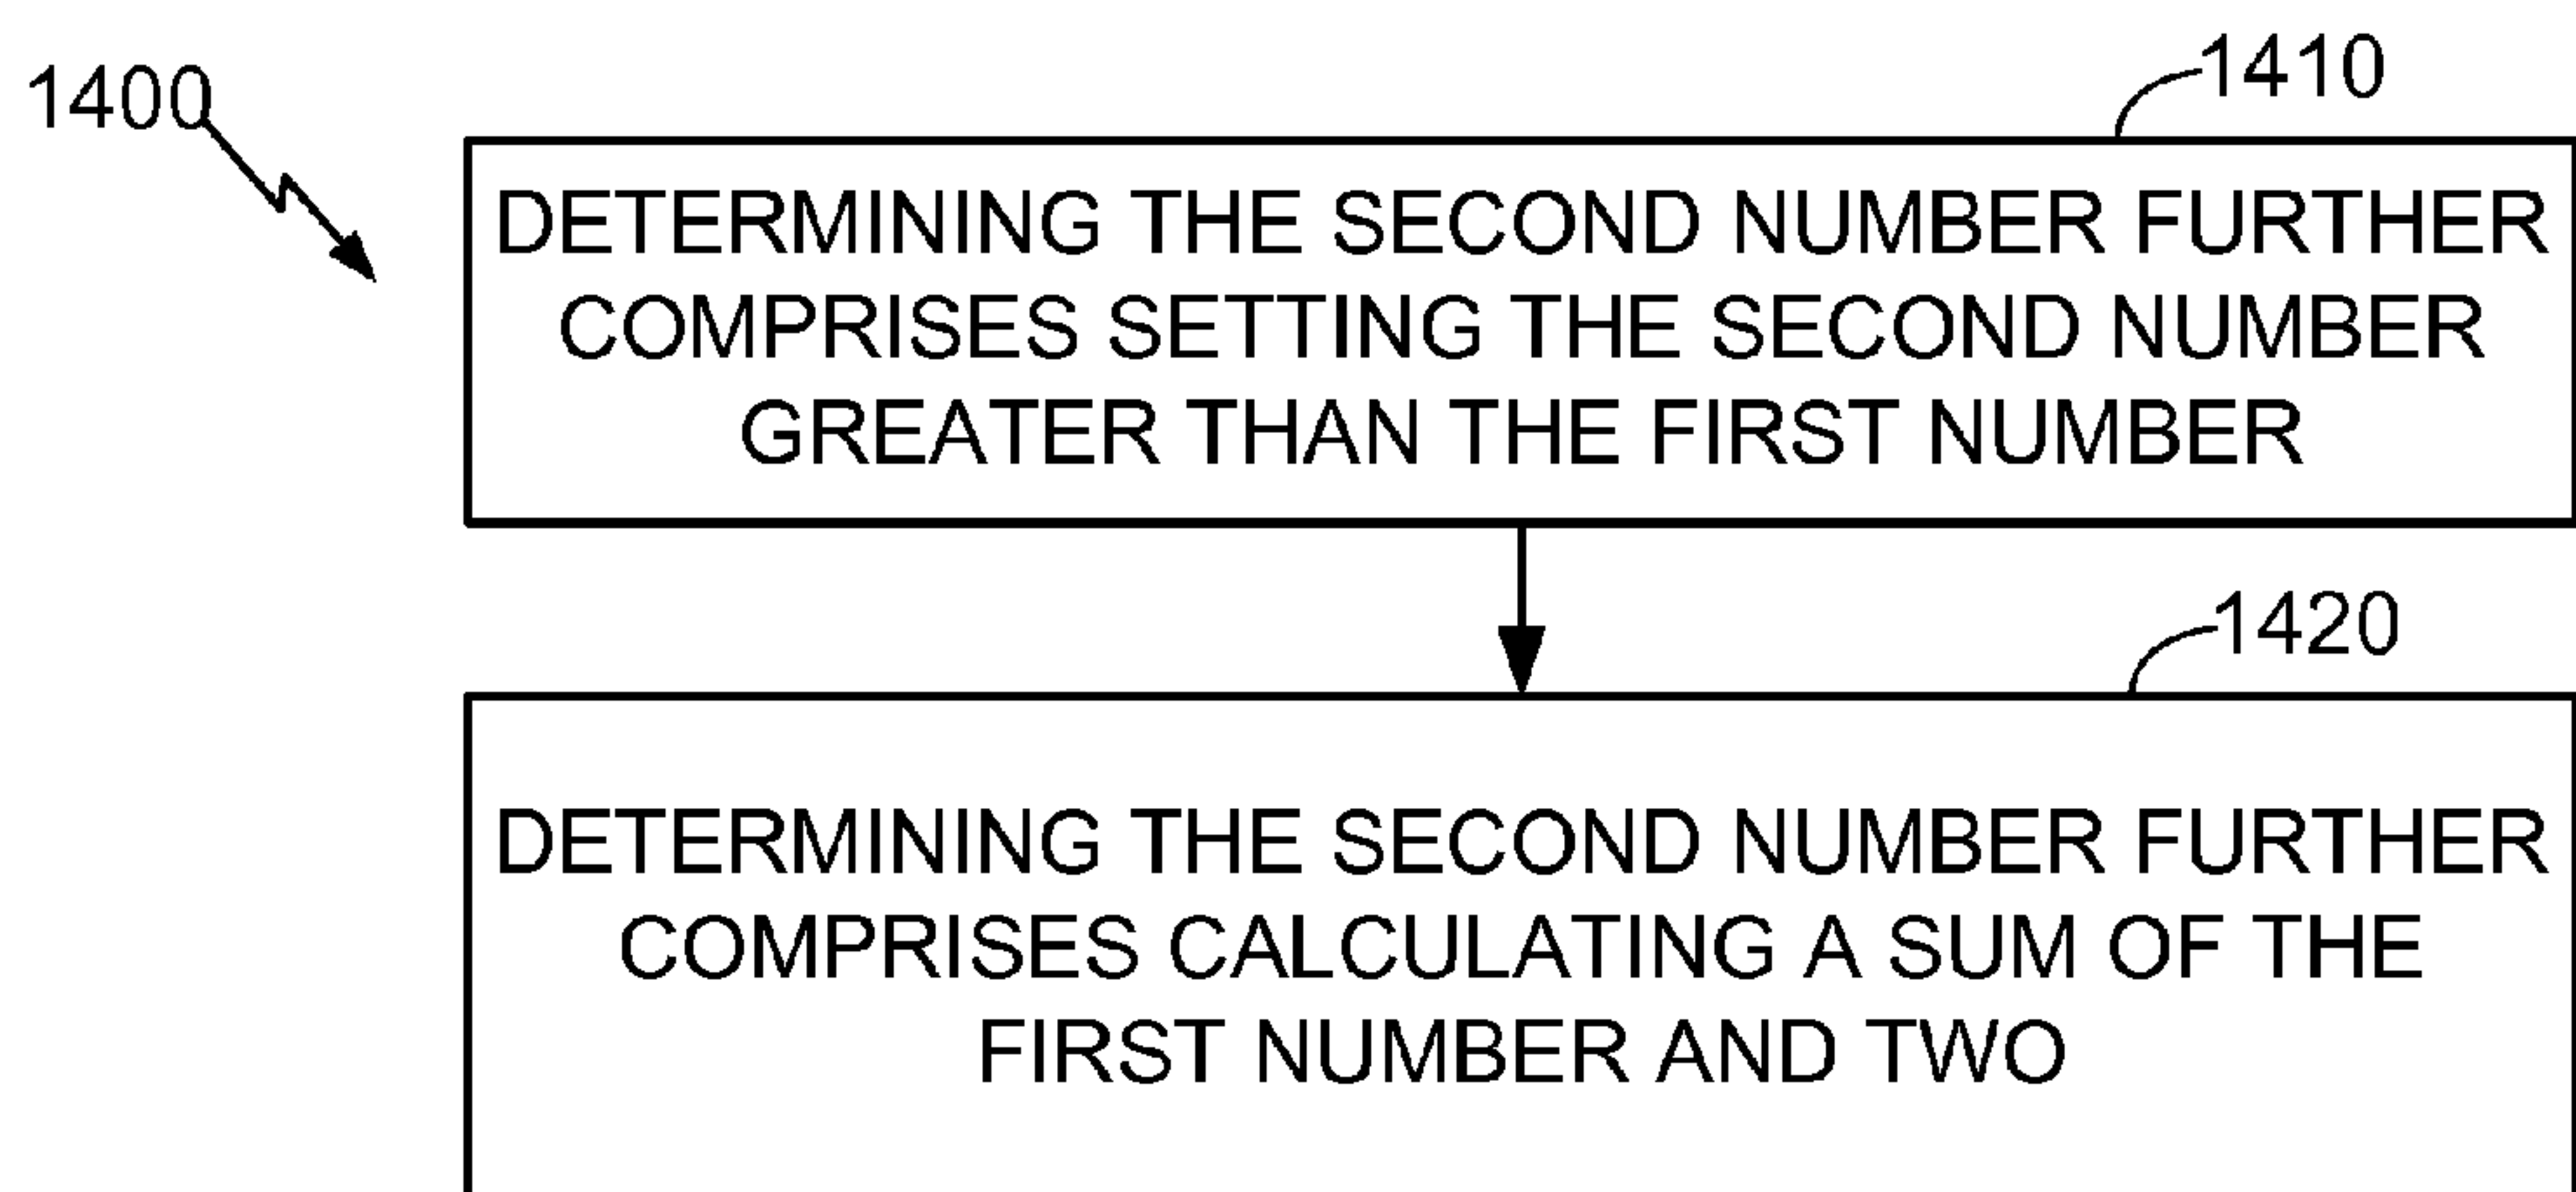 1400
1410
DETERMINING THE SECOND NUMBER FURTHER
COMPRISES SETTING THE SECOND NUMBER
GREATER THAN THE FIRST NUMBER
1420
DETERMINING THE SECOND NUMBER FURTHER
COMPRISES CALCULATING A SUM OF THE
FIRST NUMBER AND TWO